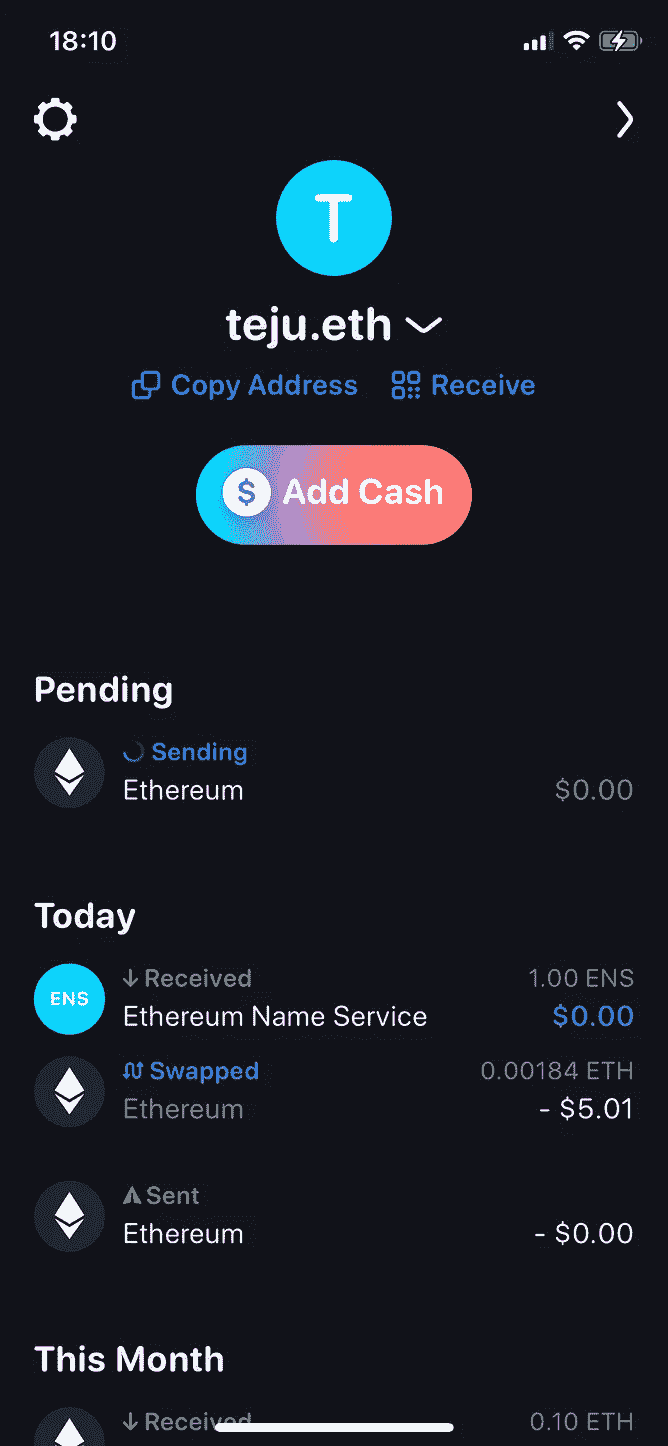 18:10
T
teju.eth
Copy Address Receive
$ Add Cash
Pending
Sending
Ethereum $0.00
Today
ENS
Received 1.00 ENS
Ethereum Name Service $0.00
Swapped 0.00184 ETH
Ethereum - $5.01
Sent
Ethereum - $0.00
This Month
Received 0.10 ETH